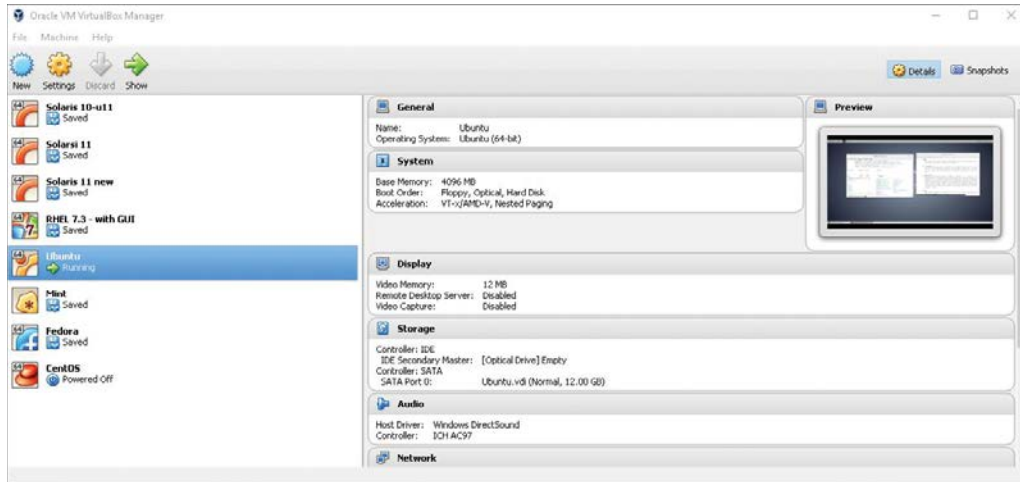 Oracle VM VirtualBox Manager
File Machine Help
New Settings Discard Show
Details Snapshots
Solaris 10-u11
Saved
Solarsi 11
Saved
Solaris 11 new
Saved
RHEL 7.3 - with GUI
Saved
Ubuntu
Running
Mint
Saved
Fedora
Saved
CentOS
Powered Off
General
Name: Ubuntu
Operating System: Ubuntu (64-bit)
System
Base Memory: 4096 MB
Boot Order: Floppy, Optical, Hard Disk
Acceleration: VT-x/AMD-V, Nested Paging
Preview
Display
Video Memory: 12 MB
Remote Desktop Server: Disabled
Video Capture: Disabled
Storage
Controller: IDE
IDE Secondary Master: [Optical Drive] Empty
Controller: SATA
SATA Port 0: Ubuntu.vdi (Normal, 12.00 GB)
Audio
Host Driver: Windows DirectSound
Controller: ICH AC97
Network